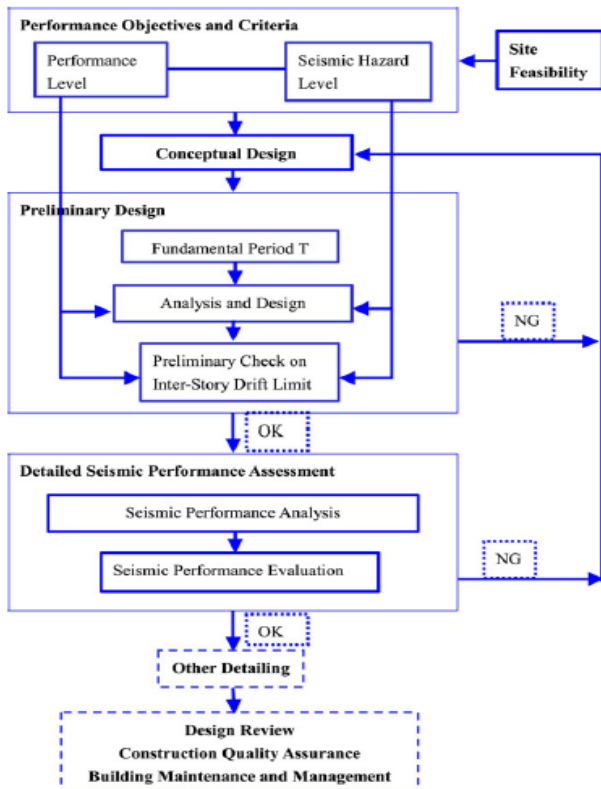 Performance Objectives and Criteria
Performance
Level
Seismic Hazard
Level
Site
Feasibility
Conceptual Design
Preliminary Design
Fundamental Period T
Analysis and Design
NG
Preliminary Check on
Inter-Story Drift Limit
OK
Detailed Seismic Performance Assessment
Seismic Performance Analysis
NG
Seismic Performance Evaluation
OK
Other Detailing
Design Review
Construction Quality Assurance
Building Maintenance and Management